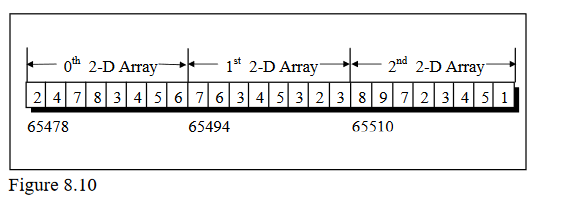 0th 2-D Array 1st 2-D Array 2nd 2-D Array
2 4 7 8 3 4 5 6 7 6 3 4 5 3 2 3 8 9 7 2 3 4 5 1
65478 65494 65510
Figure 8.10